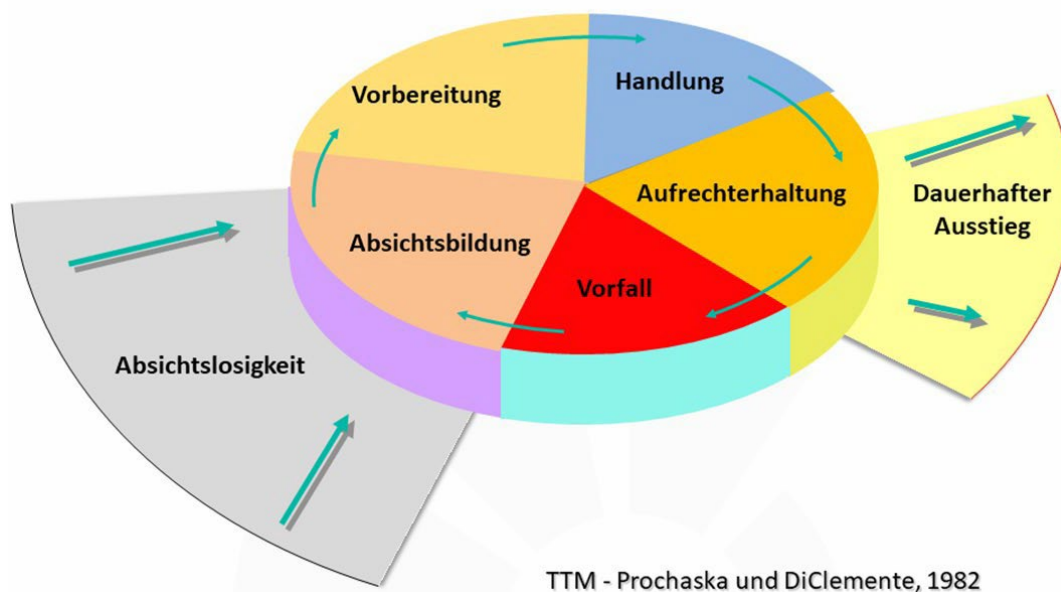 Vorbereitung
Handlung
Aufrechterhaltung
Dauerhafter
Ausstieg
Absichtsbildung
Vorfall
Absichtslosigkeit
TTM - Prochaska und DiClemente, 1982